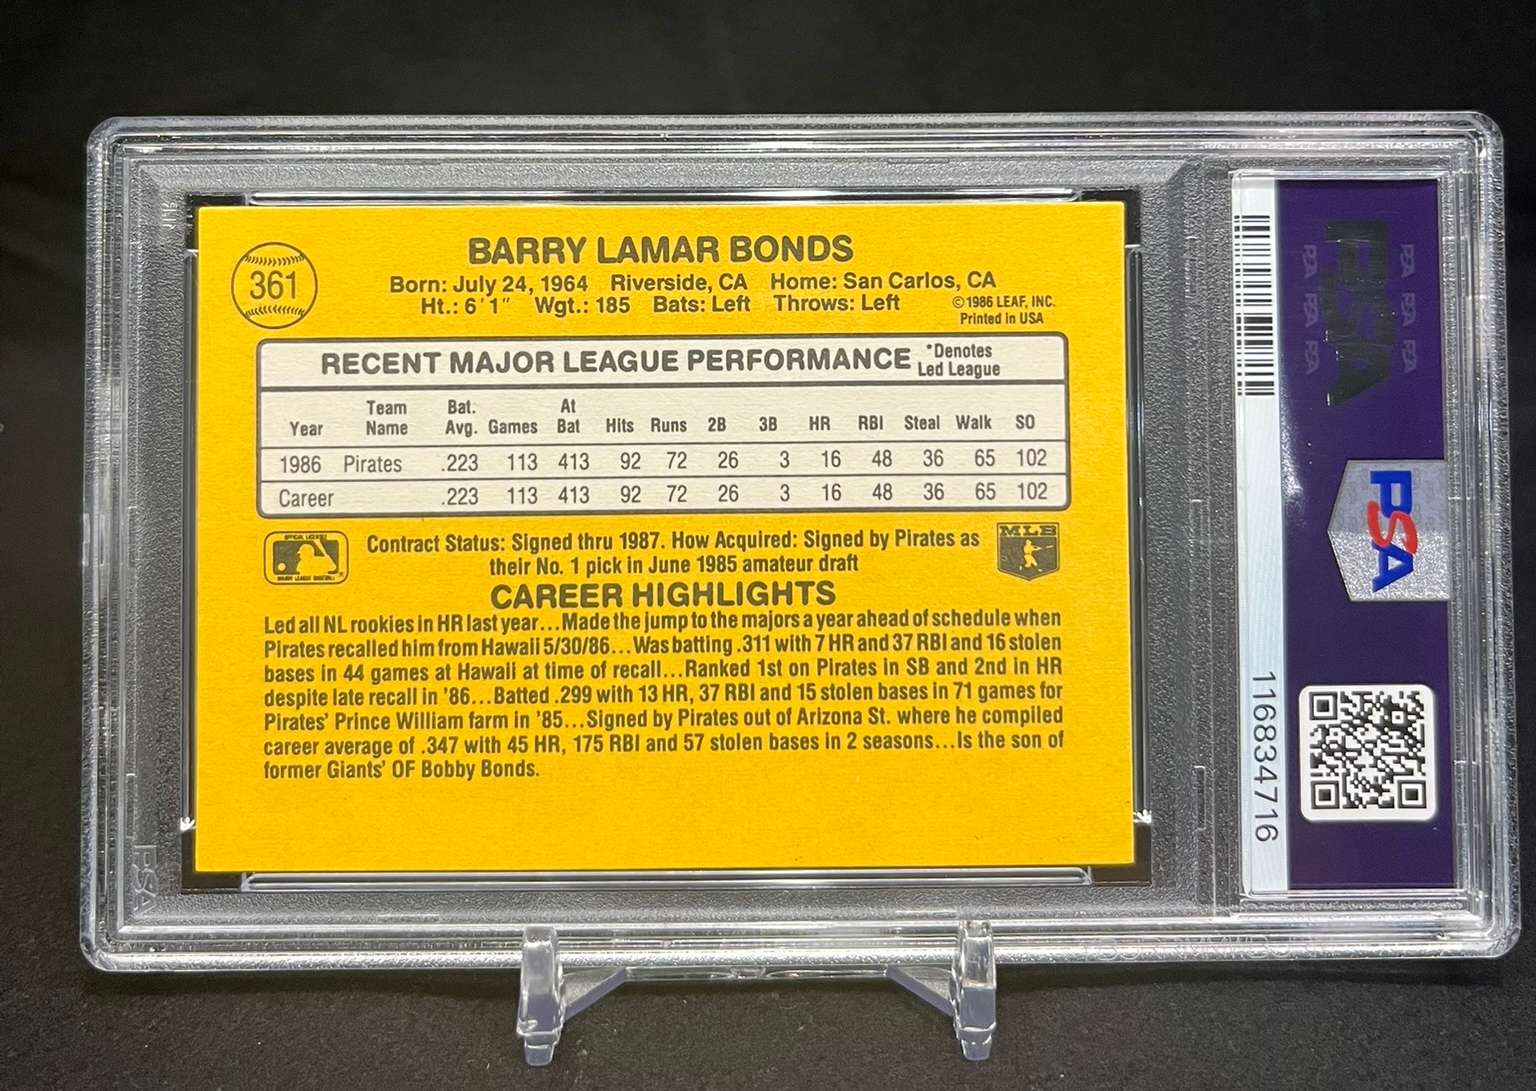 BARRY LAMAR BONDS
361
Born: July 24, 1964 Riverside, CA Home: San Carlos, CA
Ht.: 6'1" Wgt.: 185 Bats: Left Throws: Left
©1986 LEAF, INC.
Printed in USA
RECENT MAJOR LEAGUE PERFORMANCE *Denotes
Led League
Year Team Name Bat. Avg. Games At Bat Hits Runs 2B 3B HR RBI Steal Walk SO
1986 Pirates .223 113 413 92 72 26 3 16 48 36 65 102
Career .223 113 413 92 72 26 3 16 48 36 65 102
Contract Status: Signed thru 1987. How Acquired: Signed by Pirates as
their No. 1 pick in June 1985 amateur draft
MLB
CAREER HIGHLIGHTS
Led all NL rookies in HR last year...Made the jump to the majors a year ahead of schedule when
Pirates recalled him from Hawaii 5/30/86...Was batting .311 with 7 HR and 37 RBI and 16 stolen
bases in 44 games at Hawaii at time of recall...Ranked 1st on Pirates in SB and 2nd in HR
despite late recall in '86...Batted .299 with 13 HR, 37 RBI and 15 stolen bases in 71 games for
Pirates' Prince William farm in '85...Signed by Pirates out of Arizona St. where he compiled
career average of .347 with 45 HR, 175 RBI and 57 stolen bases in 2 seasons...Is the son of
former Giants' OF Bobby Bonds.
PSA
PSA
PSA PSA PSA
PSA PSA PSA
PSA
116834716